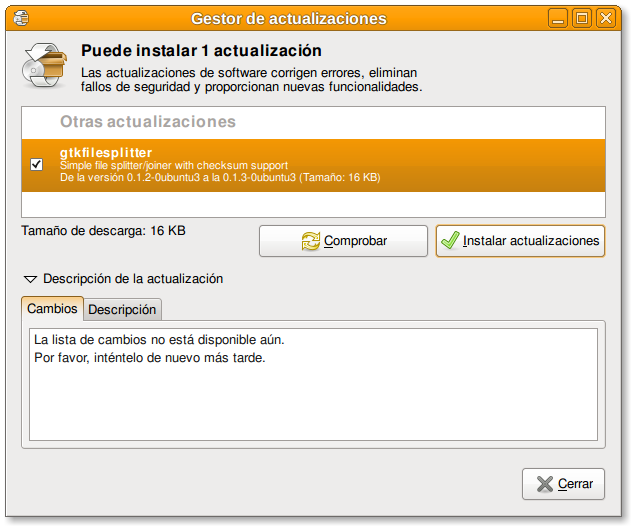 Gestor de actualizaciones
Puede instalar 1 actualización
Las actualizaciones de software corrigen errores, eliminan
fallos de seguridad y proporcionan nuevas funcionalidades.
Otras actualizaciones
gtkfilesplitter
Simple file splitter/joiner with checksum support
De la versión 0.1.2-0ubuntu3 a la 0.1.3-0ubuntu3 (Tamaño: 16 KB)
Tamaño de descarga: 16 KB
Comprobar
Instalar actualizaciones
Descripción de la actualización
Cambios
Descripción
La lista de cambios no está disponible aún.
Por favor, inténtelo de nuevo más tarde.
Cerrar